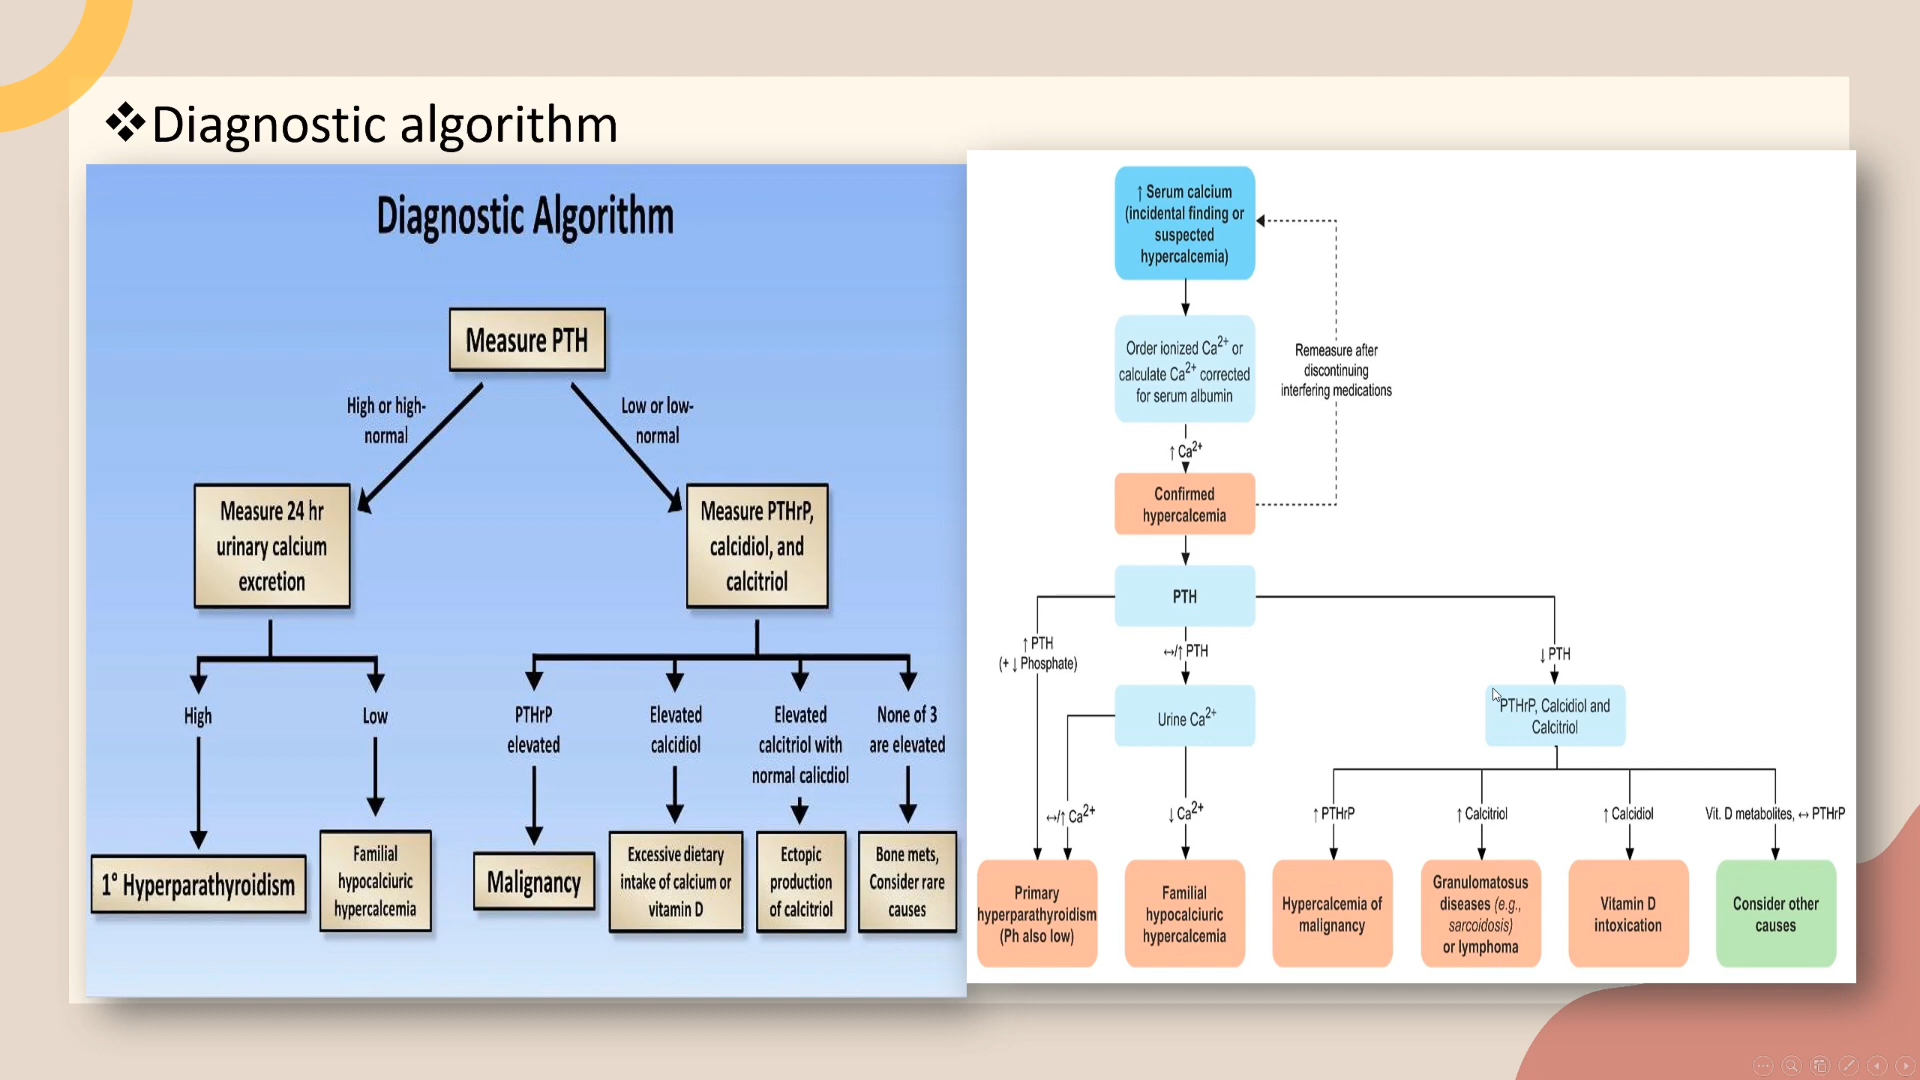 ❖Diagnostic algorithm
Diagnostic Algorithm
Measure PTH
High or high-
normal
Low or low-
normal
Measure 24 hr
urinary calcium
excretion
Measure PTHrP,
calcidiol, and
calcitriol
High
Low
PTHrP
elevated
Elevated
calcidiol
Elevated
calcitriol with
normal calicdiol
None of 3
are elevated
1° Hyperparathyroidism
Familial
hypocalciuric
hypercalcemia
Malignancy
Excessive dietary
intake of calcium or
vitamin D
Ectopic
production
of calcitriol
Bone mets,
Consider rare
causes
↑ Serum calcium
(incidental finding or
suspected
hypercalcemia)
Order ionized Ca²⁺ or
calculate Ca²⁺ corrected
for serum albumin
Remeasure after
discontinuing
interfering medications
↑ Ca²⁺
Confirmed
hypercalcemia
PTH
↑ PTH
(+ ↓ Phosphate)
↔/↑ PTH
↓ PTH
Urine Ca²⁺
PTHrP, Calcidiol and
Calcitriol
↔/↑ Ca²⁺
↓ Ca²⁺
↑ PTHrP
↑ Calcitriol
↑ Calcidiol
Vit. D metabolites, ↔ PTHrP
Primary
hyperparathyroidism
(Ph also low)
Familial
hypocalciuric
hypercalcemia
Hypercalcemia of
malignancy
Granulomatosus
diseases (e.g.,
sarcoidosis)
or lymphoma
Vitamin D
intoxication
Consider other
causes